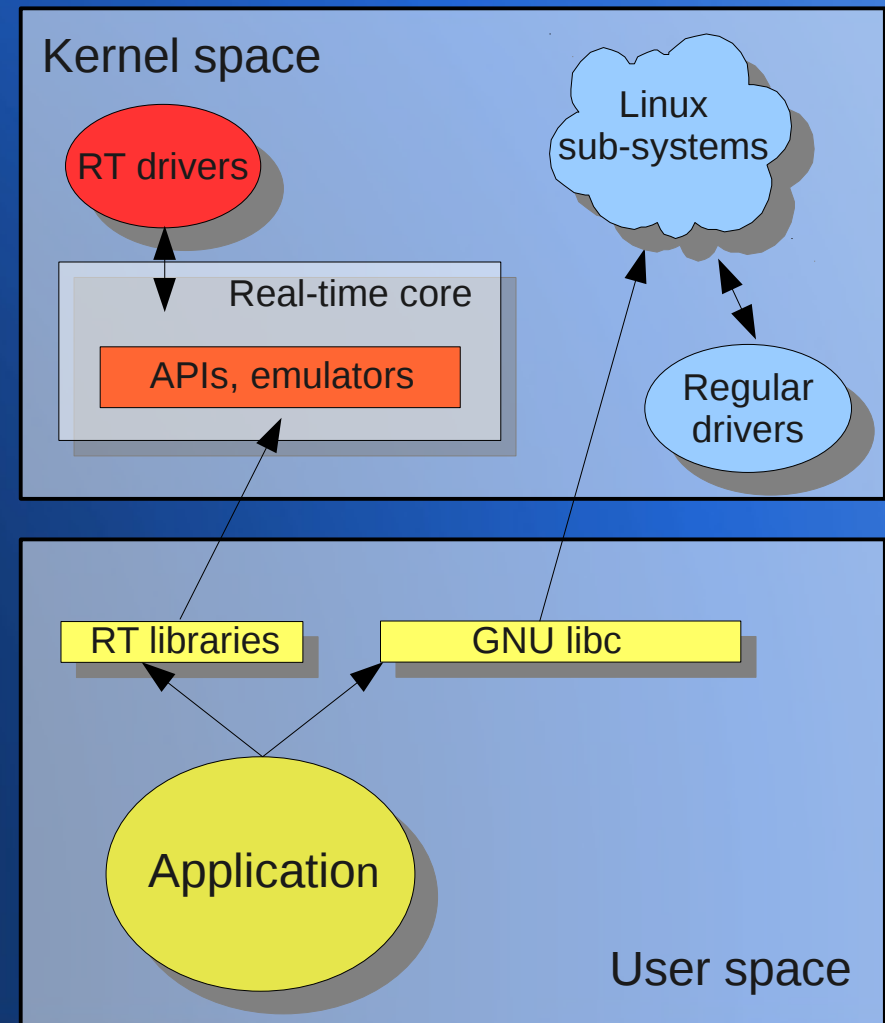 Kernel space
Linux
sub-systems
RT drivers
Real-time core
APIs, emulators
Regular
drivers
RT libraries
GNU libc
Application
User space